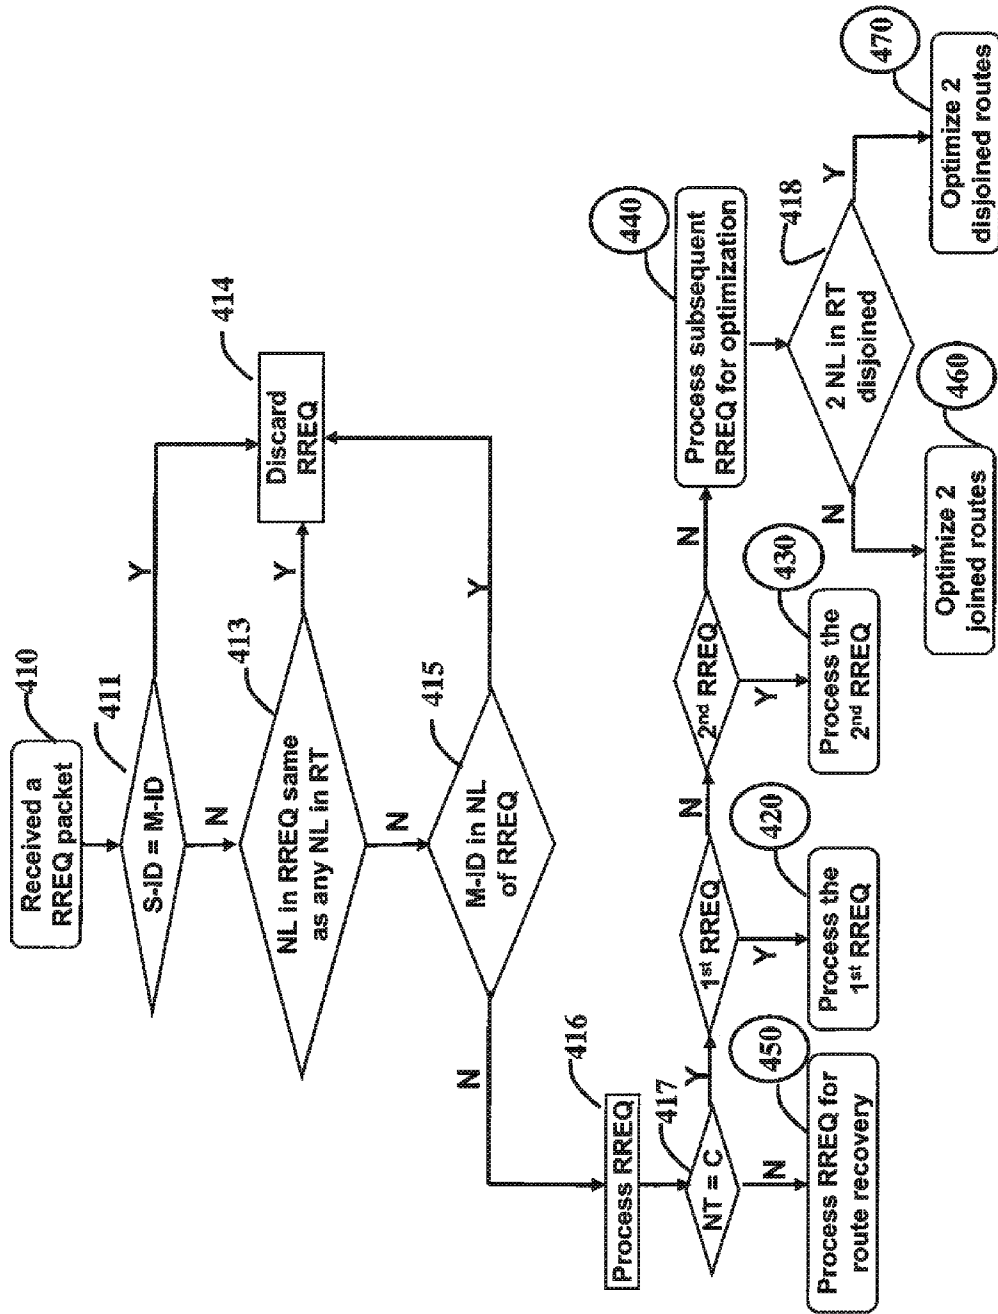 Received a
RREQ packet
410
S-ID = M-ID
411
Y
N
NL in RREQ same
as any NL in RT
413
Y
Discard
RREQ
414
N
M-ID in NL
of RREQ
415
Y
N
Process RREQ
416
NT = C
417
Y
N
Process RREQ for
route recovery
450
1st RREQ
N
Y
Process the
1st RREQ
420
2nd RREQ
N
Y
Process the
2nd RREQ
430
Process subsequent
RREQ for optimization
440
2 NL in RT
disjoined
418
N
Y
Optimize 2
joined routes
460
Optimize 2
disjoined routes
470